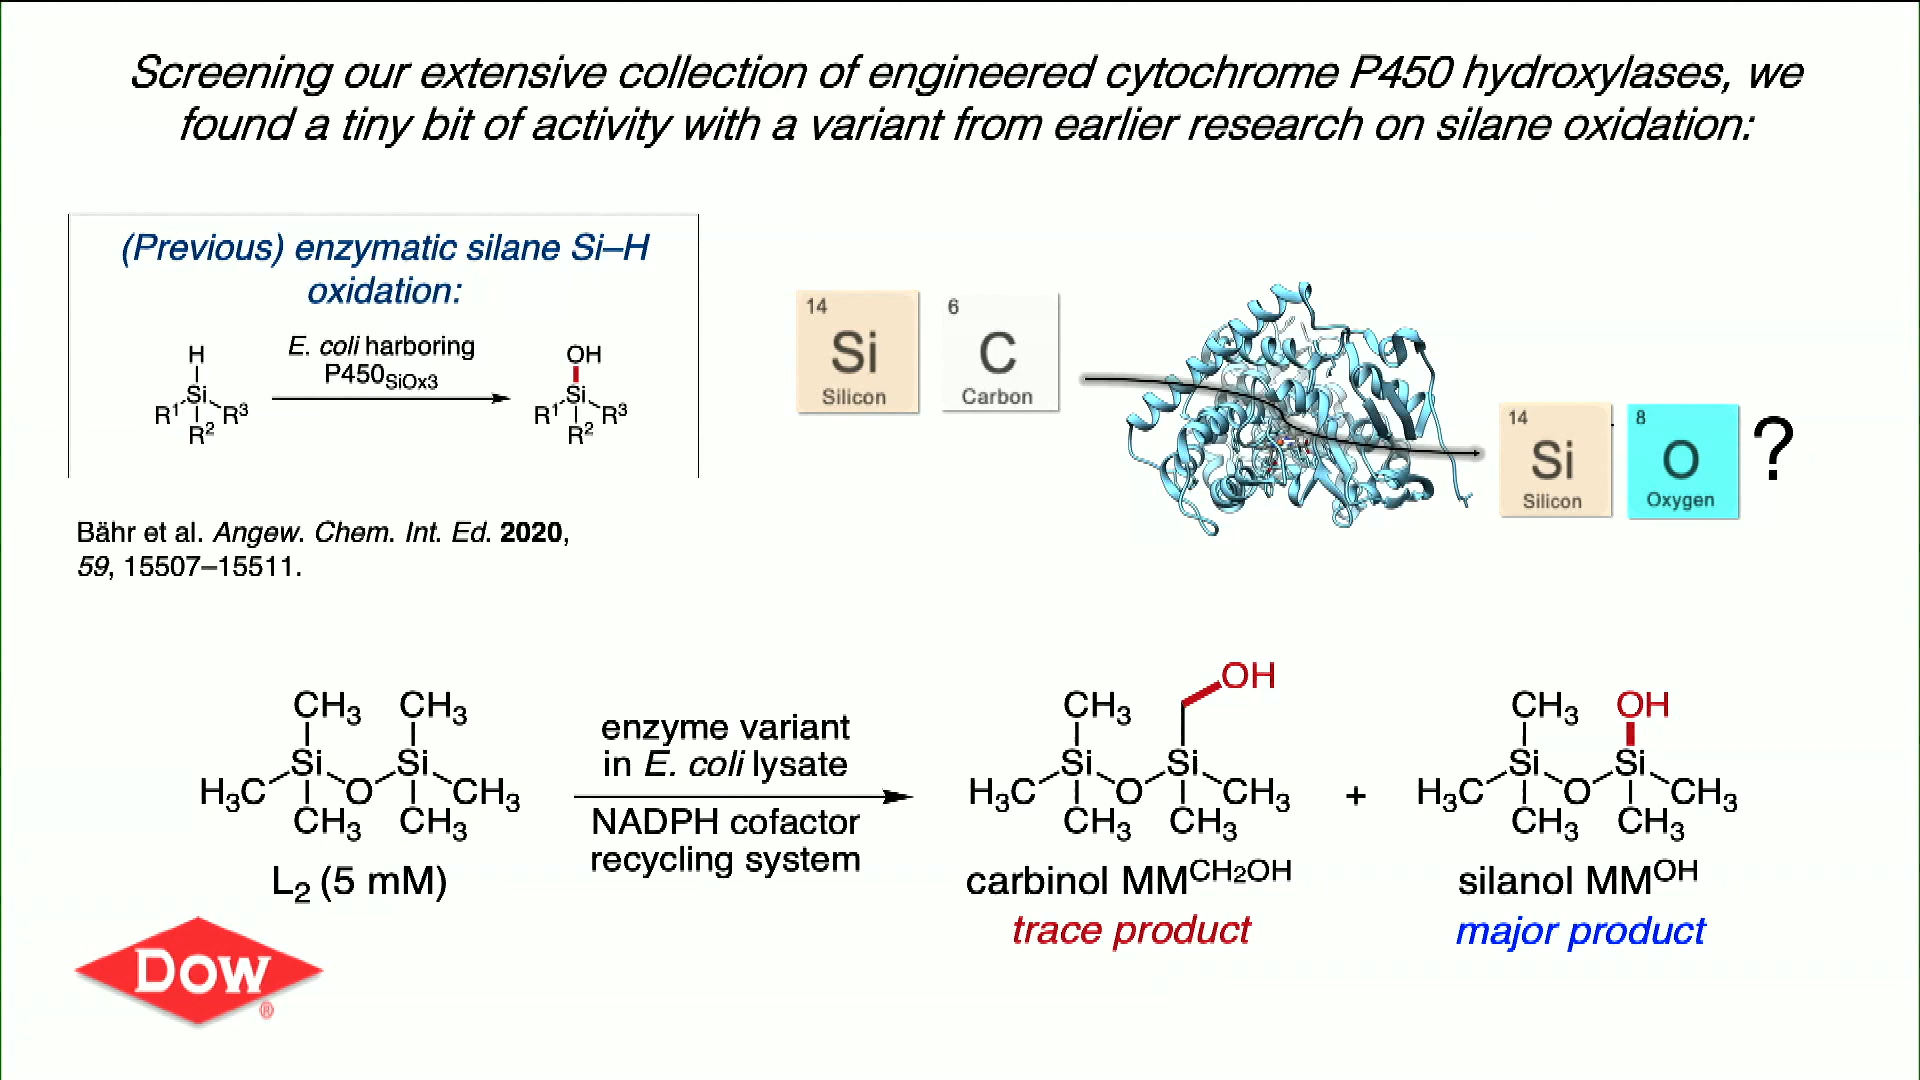 Screening our extensive collection of engineered cytochrome P450 hydroxylases, we
found a tiny bit of activity with a variant from earlier research on silane oxidation:
(Previous) enzymatic silane Si–H
oxidation:
H
Si
R¹ R² R³
E. coli harboring
P450SiOx3
OH
Si
R¹ R² R³
Bähr et al. Angew. Chem. Int. Ed. 2020,
59, 15507–15511.
14
Si
Silicon
6
C
Carbon
14
Si
Silicon
8
O
Oxygen
?
CH₃ CH₃
Si Si
H₃C O CH₃
CH₃ CH₃
L₂ (5 mM)
enzyme variant
in E. coli lysate
NADPH cofactor
recycling system
OH
CH₃
Si Si
H₃C O CH₃
CH₃ CH₃
carbinol MMCH₂OH
trace product
+
CH₃ OH
Si Si
H₃C O CH₃
CH₃ CH₃
silanol MMOH
major product
DOW
®